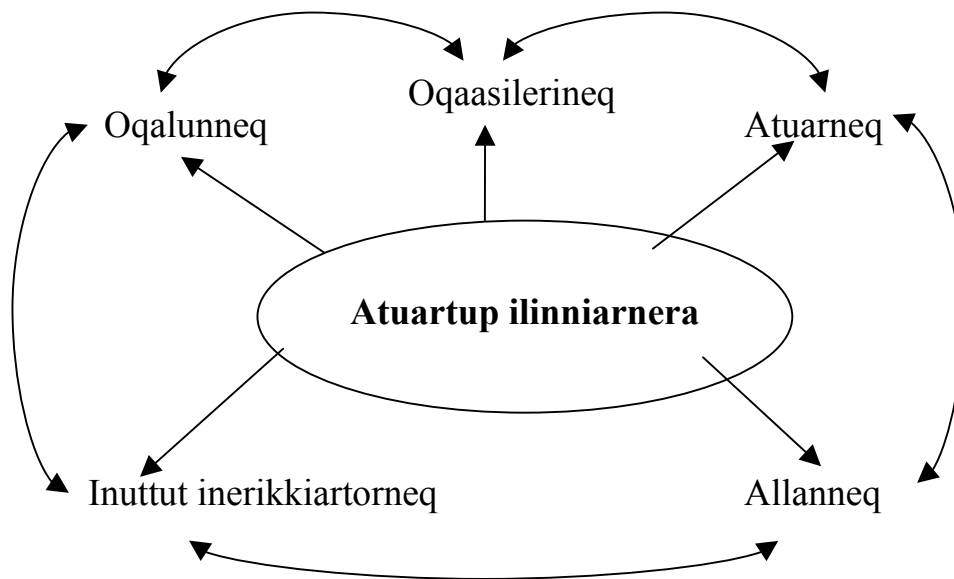 Oqaasilerineq
Oqalunneq
Atuarneq
Atuartup ilinniarnera
Inuttut inerikkiartorneq
Allanneq